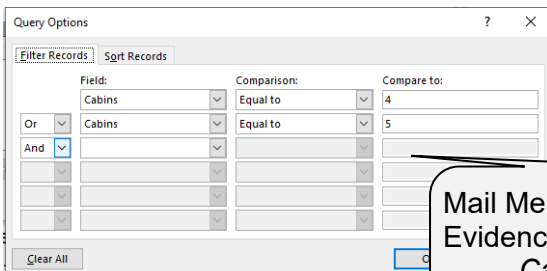 Query Options ? ×
Filter Records Sort Records
Field: Comparison: Compare to:
Cabins Equal to 4
Or Cabins Equal to 5
And
Mail Me
Evidenc
Clear All